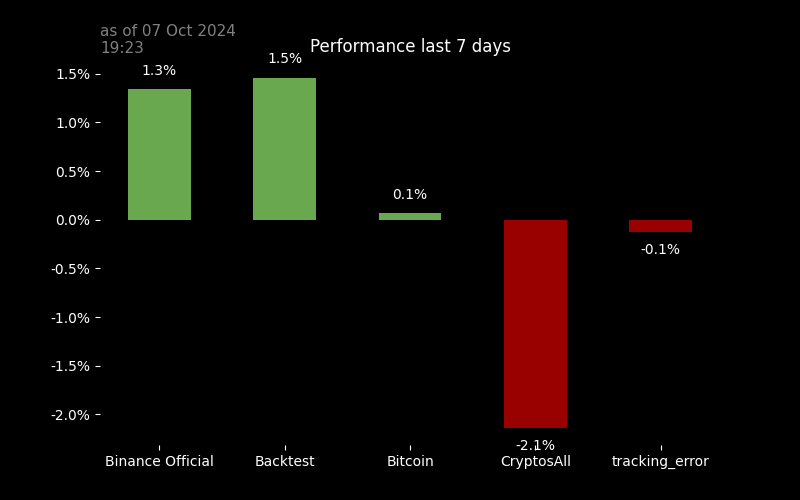 as of 07 Oct 2024
19:23
Performance last 7 days
1.5%
1.0%
0.5%
0.0%
-0.5%
-1.0%
-1.5%
-2.0%
1.3%
1.5%
0.1%
-2.1%
-0.1%
Binance Official
Backtest
Bitcoin
CryptosAll
tracking_error